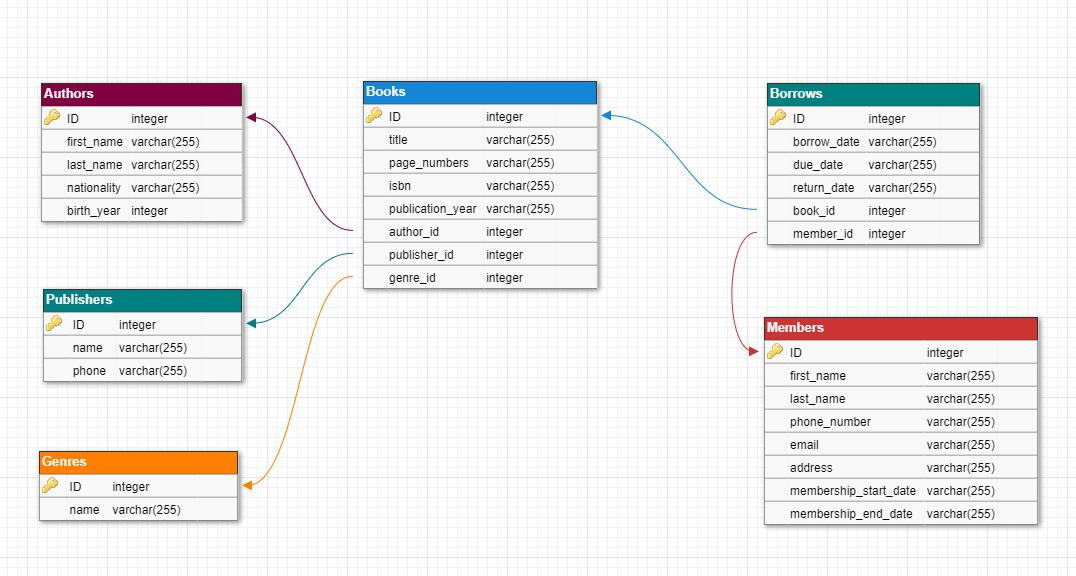 Authors
ID integer
first_name varchar(255)
last_name varchar(255)
nationality varchar(255)
birth_year integer
Publishers
ID integer
name varchar(255)
phone varchar(255)
Genres
ID integer
name varchar(255)
Books
ID integer
title varchar(255)
page_numbers varchar(255)
isbn varchar(255)
publication_year varchar(255)
author_id integer
publisher_id integer
genre_id integer
Borrows
ID integer
borrow_date varchar(255)
due_date varchar(255)
return_date varchar(255)
book_id integer
member_id integer
Members
ID integer
first_name varchar(255)
last_name varchar(255)
phone_number varchar(255)
email varchar(255)
address varchar(255)
membership_start_date varchar(255)
membership_end_date varchar(255)